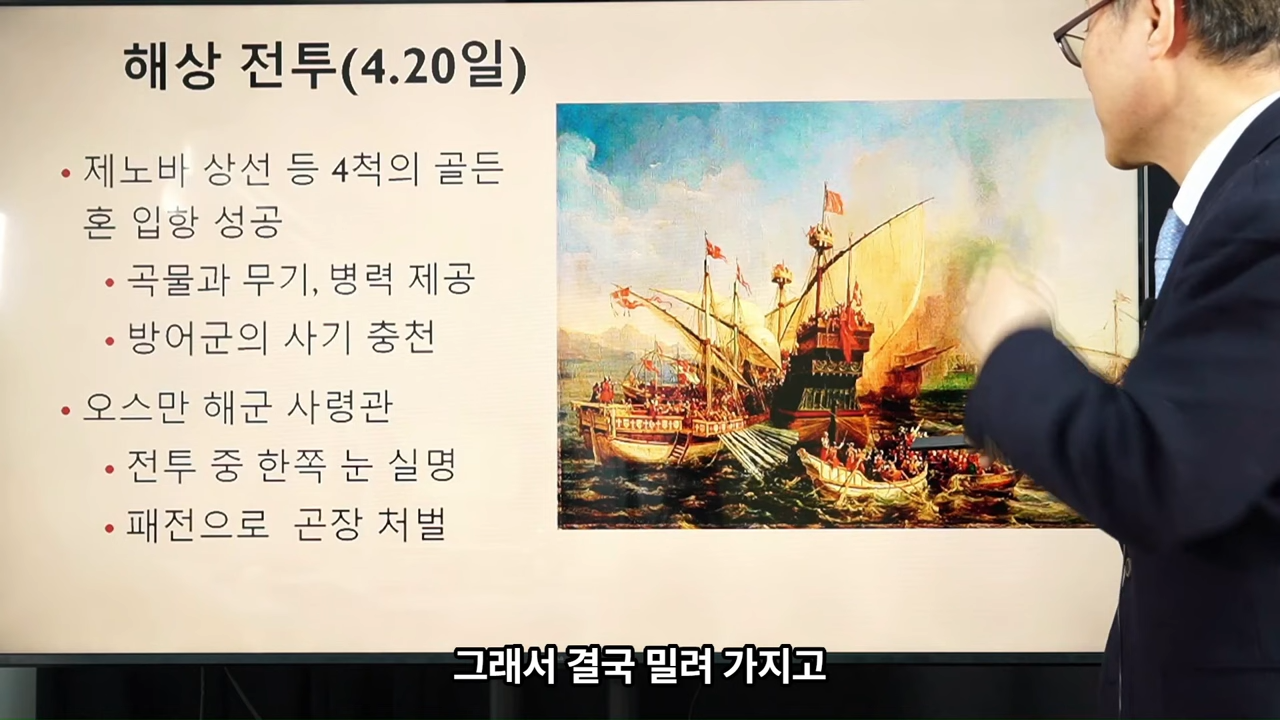 해상 전투(4.20일)
• 제노바 상선 등 4척의 골든
혼 입항 성공
• 곡물과 무기, 병력 제공
• 방어군의 사기 충천
• 오스만 해군 사령관
• 전투 중 한쪽 눈 실명
• 패전으로 곤장 처벌
그래서 결국 밀려 가지고